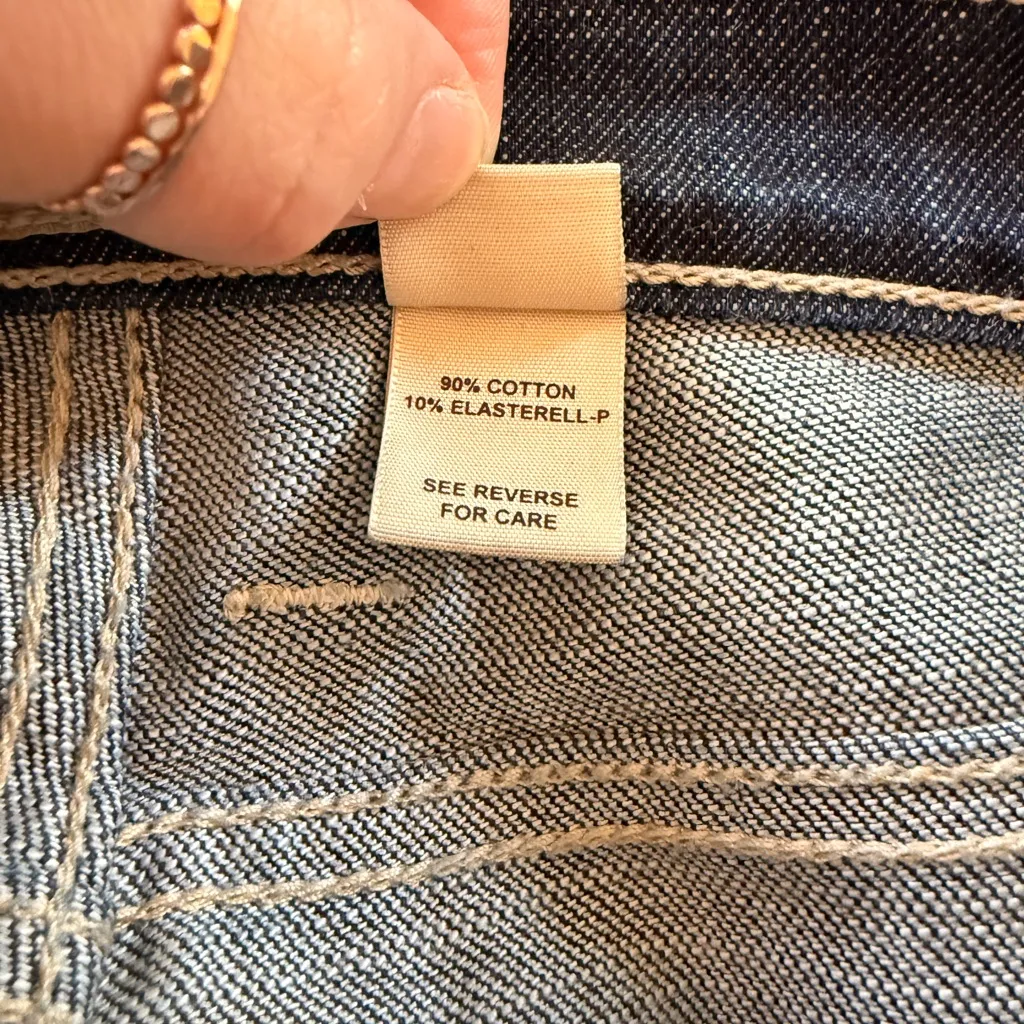 90% COTTON
10% ELASTERELL-P
SEE REVERSE
FOR CARE